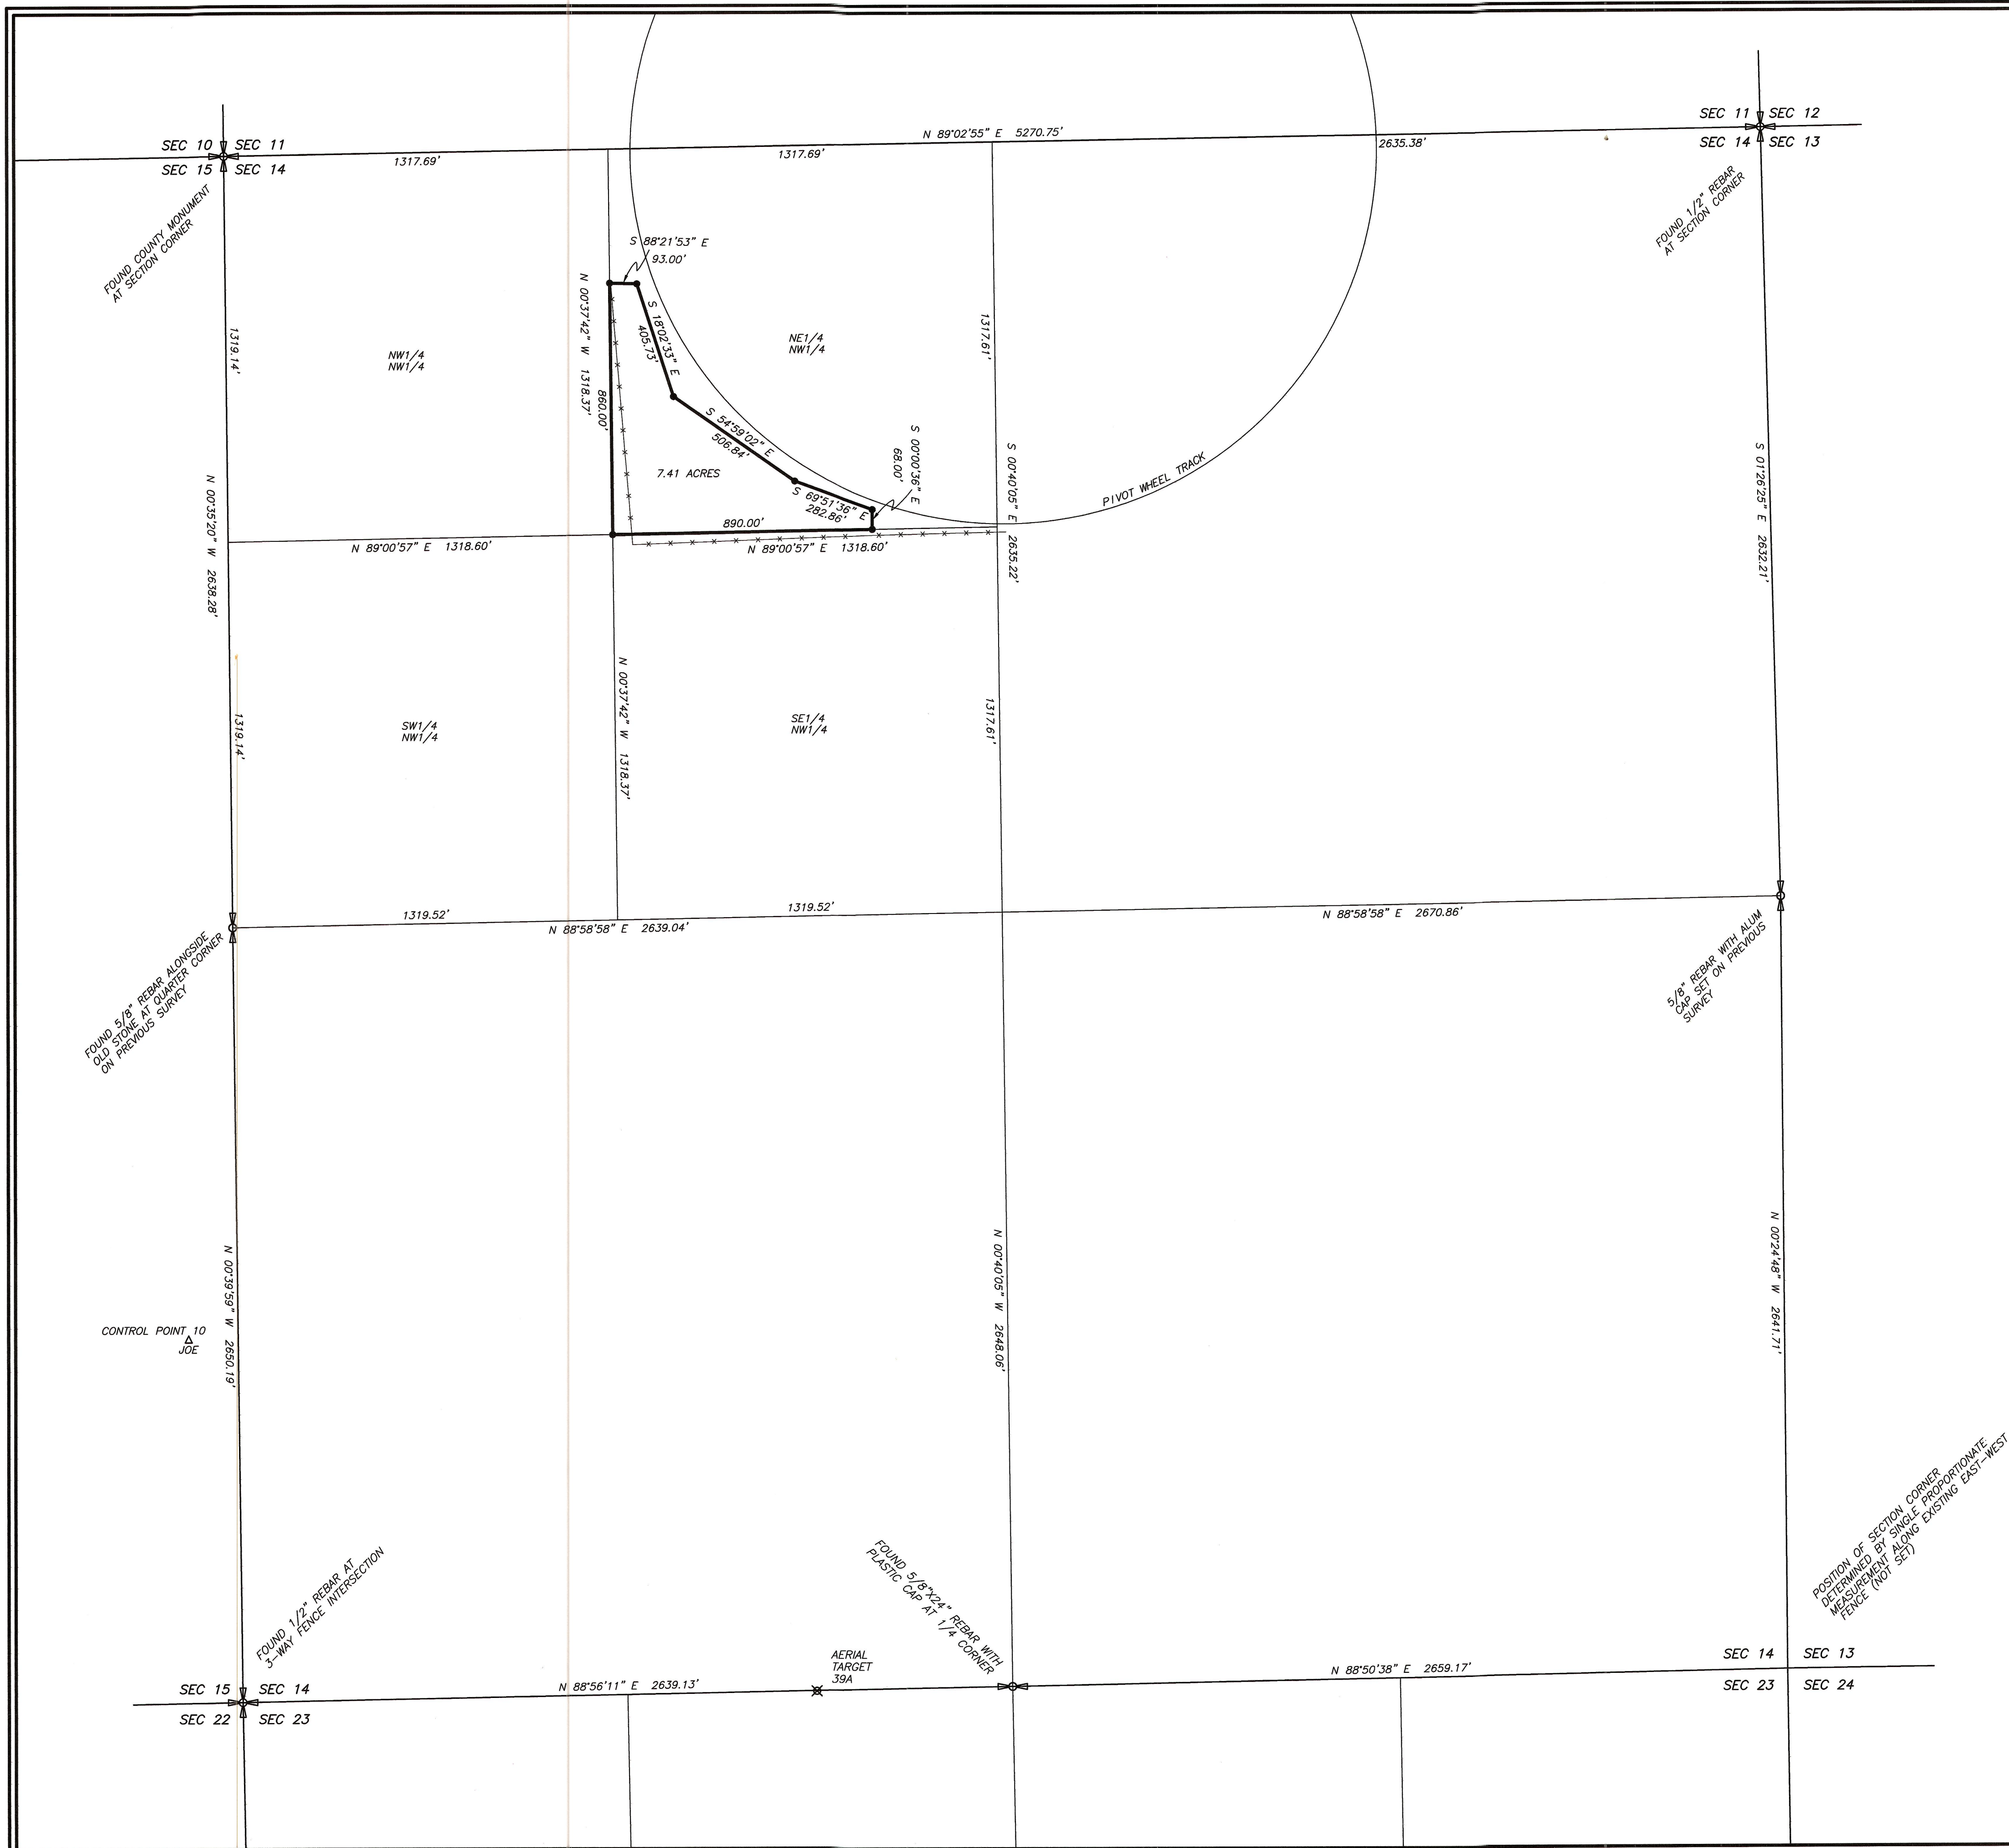 SEC 10
SEC 11
SEC 15
SEC 14
FOUND COUNTY MONUMENT
AT SECTION CORNER
1317.69'
1317.69'
N 89°02'55" E 5270.75'
2635.38'
SEC 11
SEC 12
SEC 14
SEC 13
FOUND 1/2" REBAR
AT SECTION CORNER
S 88°21'53" E
93.00'
N 00°37'42" W 1318.37'
860.00'
S 18°02'33" E
405.73'
S 54°59'02" E
506.84'
S 69°51'36" E
282.86'
S 00°00'36" E
68.00'
7.41 ACRES
890.00'
NW1/4
NW1/4
NE1/4
NW1/4
1319.14'
1317.61'
PIVOT WHEEL TRACK
N 00°35'20" W 2638.28'
S 00°40'05" E 2635.22'
S 01°26'25" E 2632.21'
N 89°00'57" E 1318.60'
N 89°00'57" E 1318.60'
1319.14'
N 00°37'42" W 1318.37'
1317.61'
SW1/4
NW1/4
SE1/4
NW1/4
1319.52'
1319.52'
N 88°58'58" E 2639.04'
N 88°58'58" E 2670.86'
FOUND 5/8" REBAR ALONGSIDE
OLD STONE AT QUARTER CORNER
ON PREVIOUS SURVEY
5/8" REBAR WITH ALUM
CAP SET ON PREVIOUS
SURVEY
N 00°39'59" W 2650.19'
N 00°40'05" W 2648.06'
N 00°24'48" W 2641.71'
CONTROL POINT 10
JOE
FOUND 1/2" REBAR AT
3-WAY FENCE INTERSECTION
FOUND 5/8"X24" REBAR WITH
PLASTIC CAP AT 1/4 CORNER
POSITION OF SECTION CORNER
DETERMINED BY SINGLE PROPORTIONATE
MEASUREMENT ALONG EXISTING EAST-WEST
FENCE (NOT SET)
AERIAL
TARGET
39A
SEC 15
SEC 14
SEC 22
SEC 23
N 88°56'11" E 2639.13'
N 88°50'38" E 2659.17'
SEC 14
SEC 13
SEC 23
SEC 24